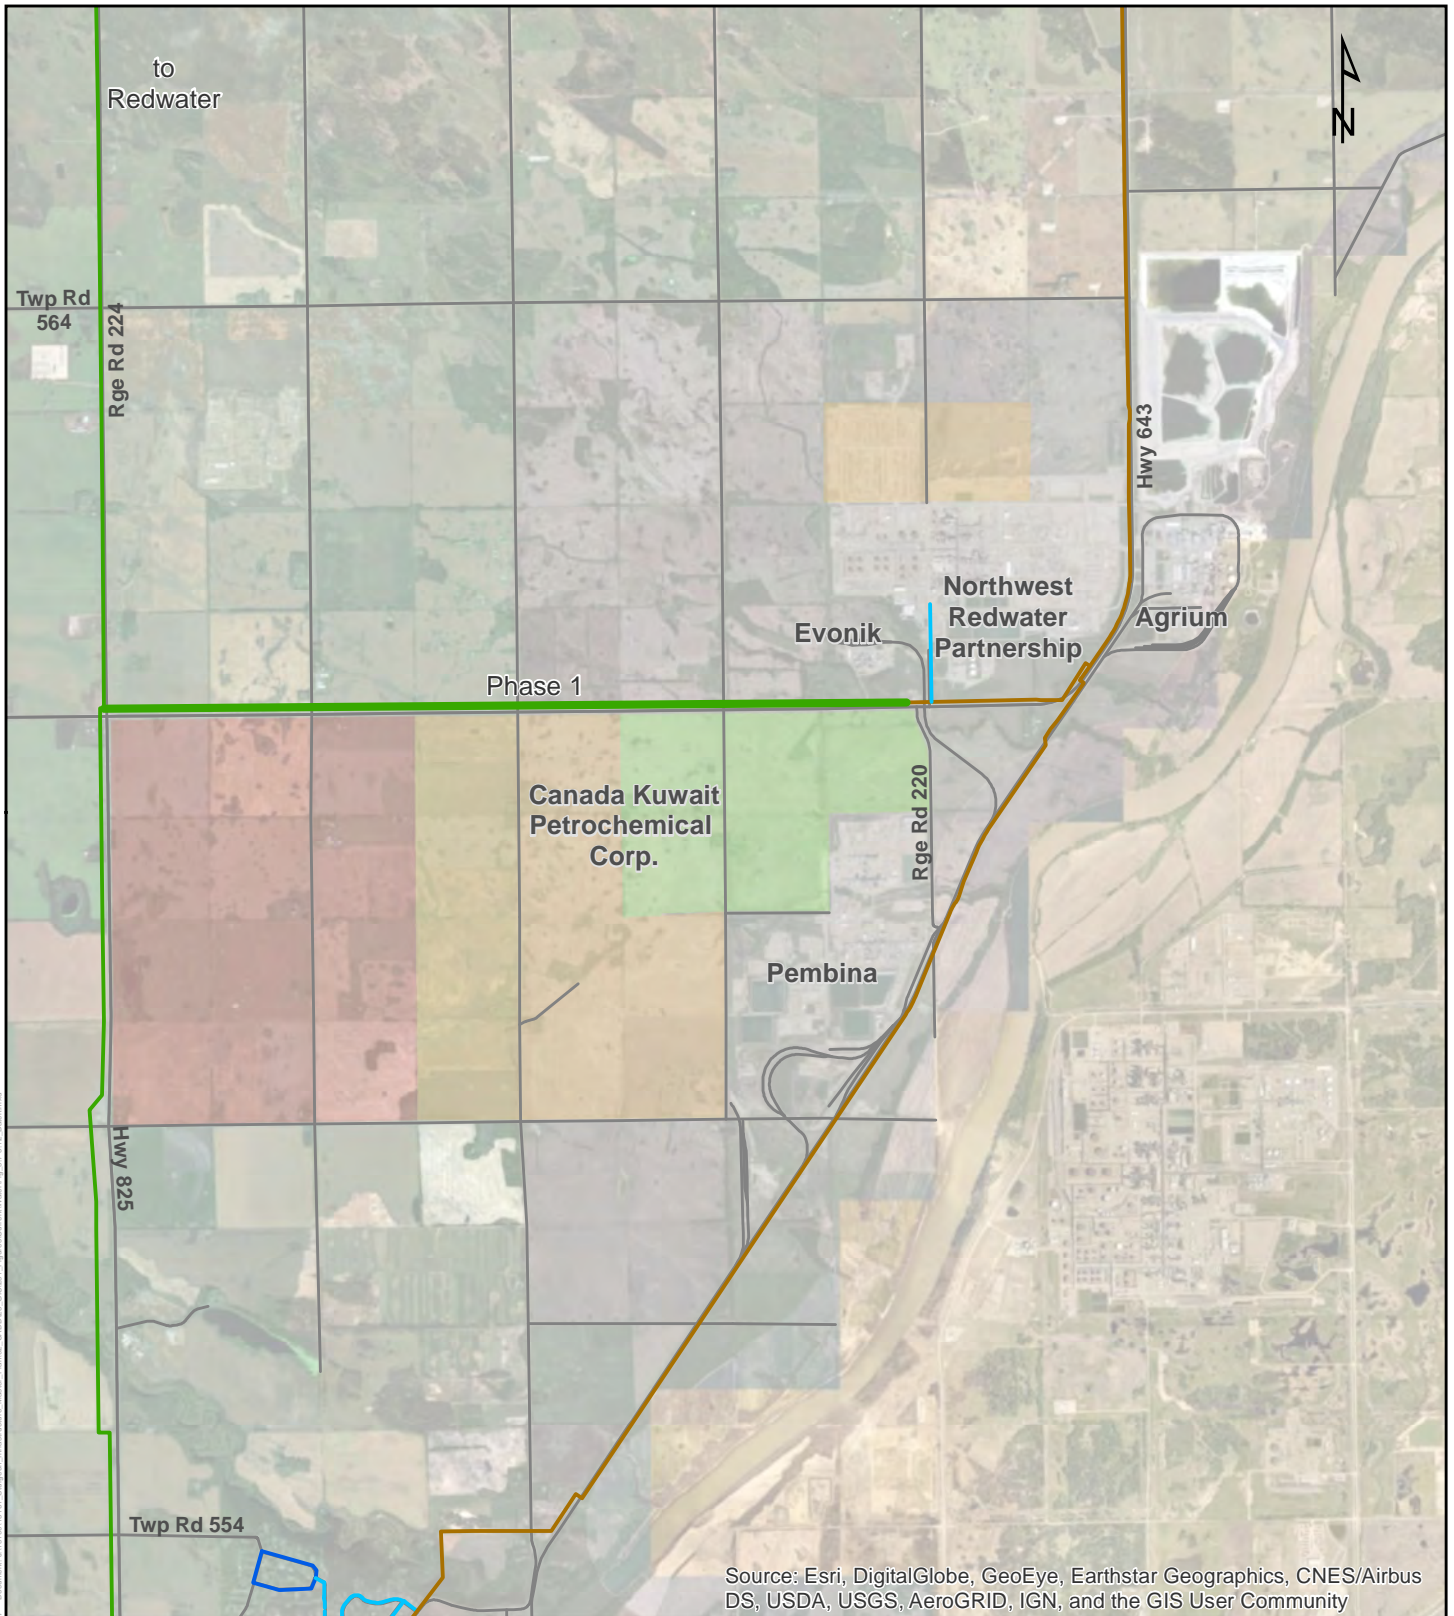 to
Redwater
N
Twp Rd
564
Rge Rd 224
Hwy 643
Northwest
Redwater
Partnership
Evonik
Agrium
Phase 1
Canada Kuwait
Petrochemical
Corp.
Rge Rd 220
Pembina
Hwy 825
Twp Rd 554
Source: Esri, DigitalGlobe, GeoEye, Earthstar Geographics, CNES/Airbus
DS, USDA, USGS, AeroGRID, IGN, and the GIS User Community